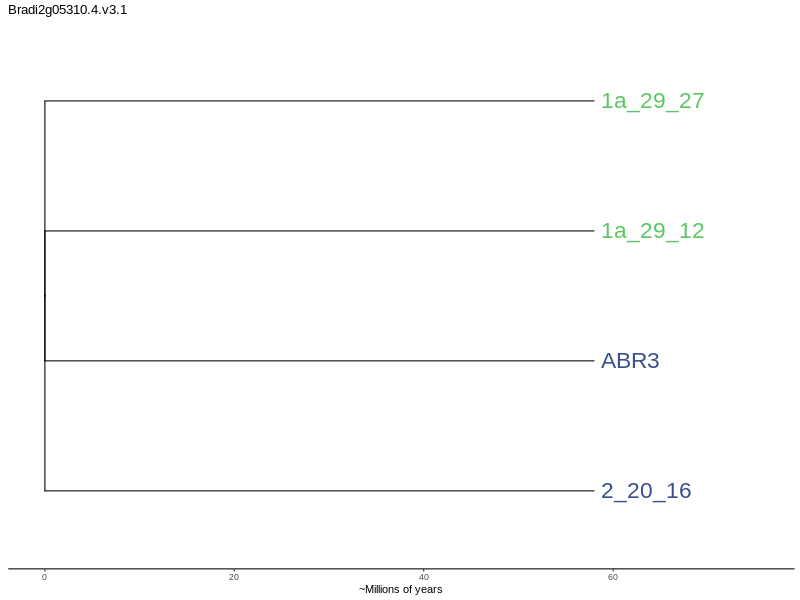 Bradi2g05310.4.v3.1
1a_29_27
1a_29_12
ABR3
2_20_16
0 20 40 60
~Millions of years